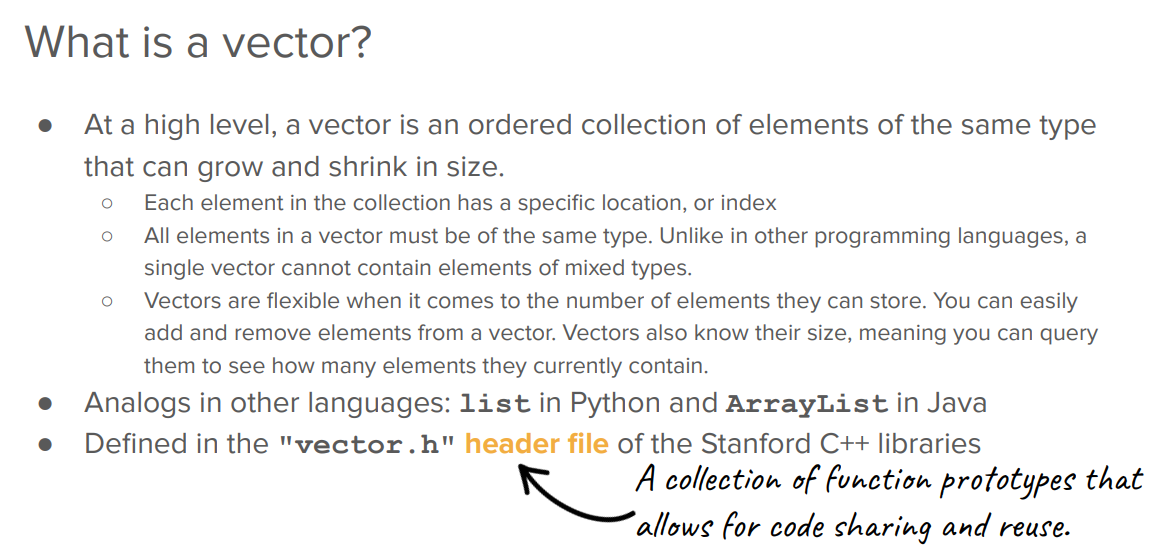 What is a vector?
● At a high level, a vector is an ordered collection of elements of the same type
that can grow and shrink in size.
○ Each element in the collection has a specific location, or index
○ All elements in a vector must be of the same type. Unlike in other programming languages, a
single vector cannot contain elements of mixed types.
○ Vectors are flexible when it comes to the number of elements they can store. You can easily
add and remove elements from a vector. Vectors also know their size, meaning you can query
them to see how many elements they currently contain.
● Analogs in other languages: list in Python and ArrayList in Java
● Defined in the "vector.h" header file of the Stanford C++ libraries
A collection of function prototypes that
allows for code sharing and reuse.